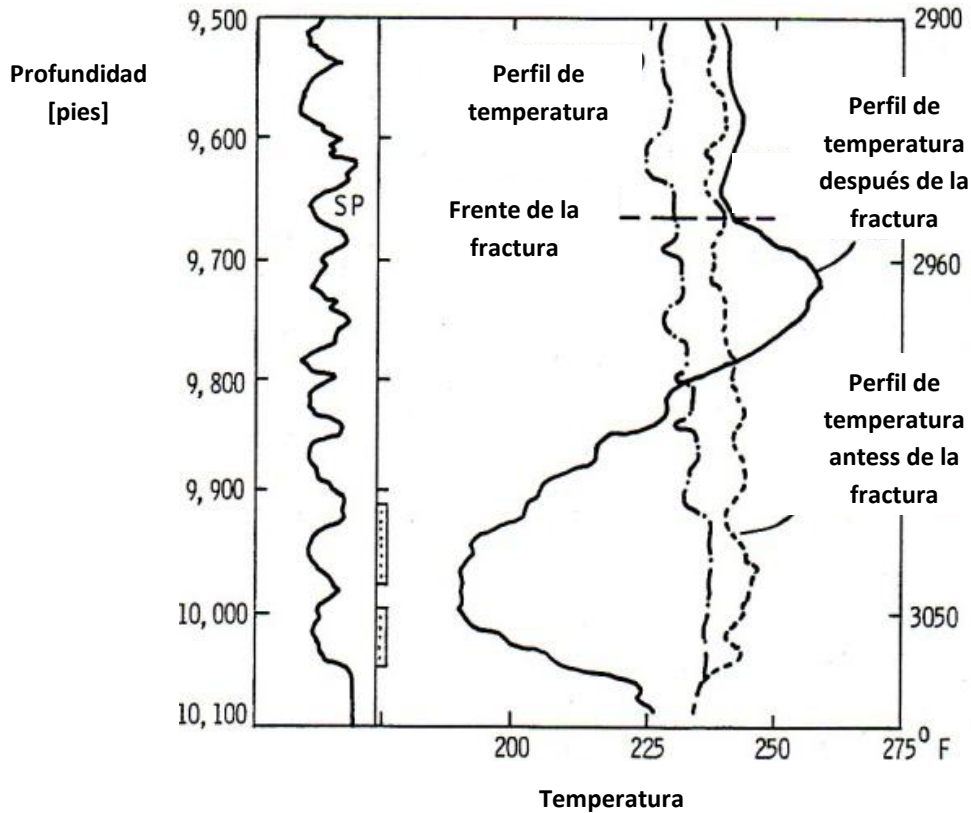 9,500
2900
Profundidad
[pies]
Perfil de
temperatura
Perfil de
temperatura
después de la
fractura
9,600
SP
Frente de la
fractura
9,700
2960
9,800
Perfil de
temperatura
antess de la
fractura
9,900
10,000
3050
10,100
200
225
250
275° F
Temperatura